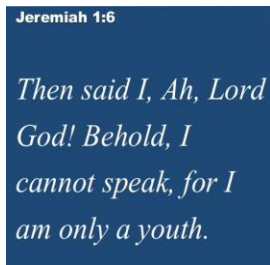 Jeremiah 1:6
Then said I, Ah, Lord
God! Behold, I
cannot speak, for I
am only a youth.